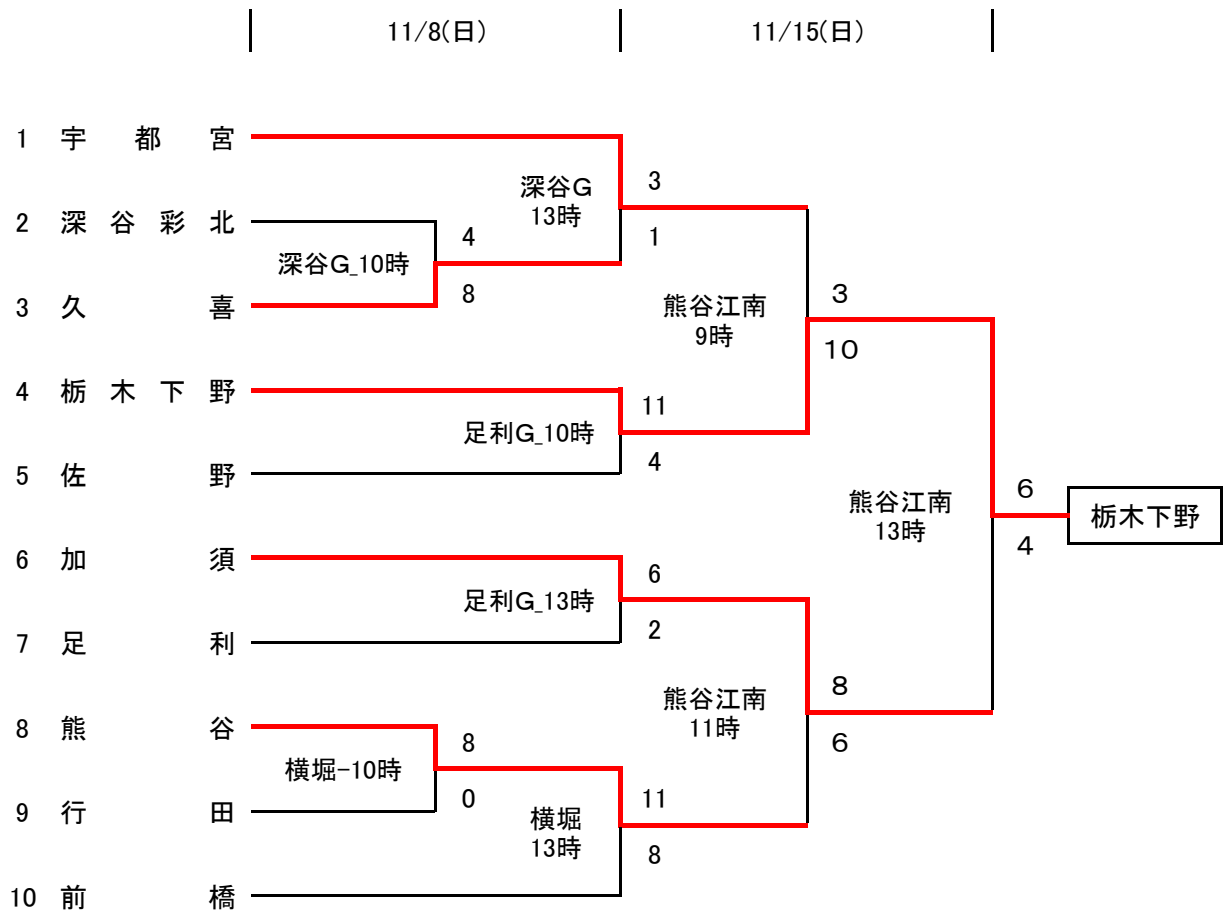 11/8(日)
11/15(日)
1 宇都宮
深谷G
13時
3
1
2 深谷彩北
深谷G_10時
4
8
3 久喜
熊谷江南
9時
3
10
4 栃木下野
足利G_10時
11
4
5 佐野
熊谷江南
13時
6
4
栃木下野
6 加須
足利G_13時
6
2
7 足利
熊谷江南
11時
8
6
8 熊谷
横堀-10時
8
0
9 行田
横堀
13時
11
8
10 前橋